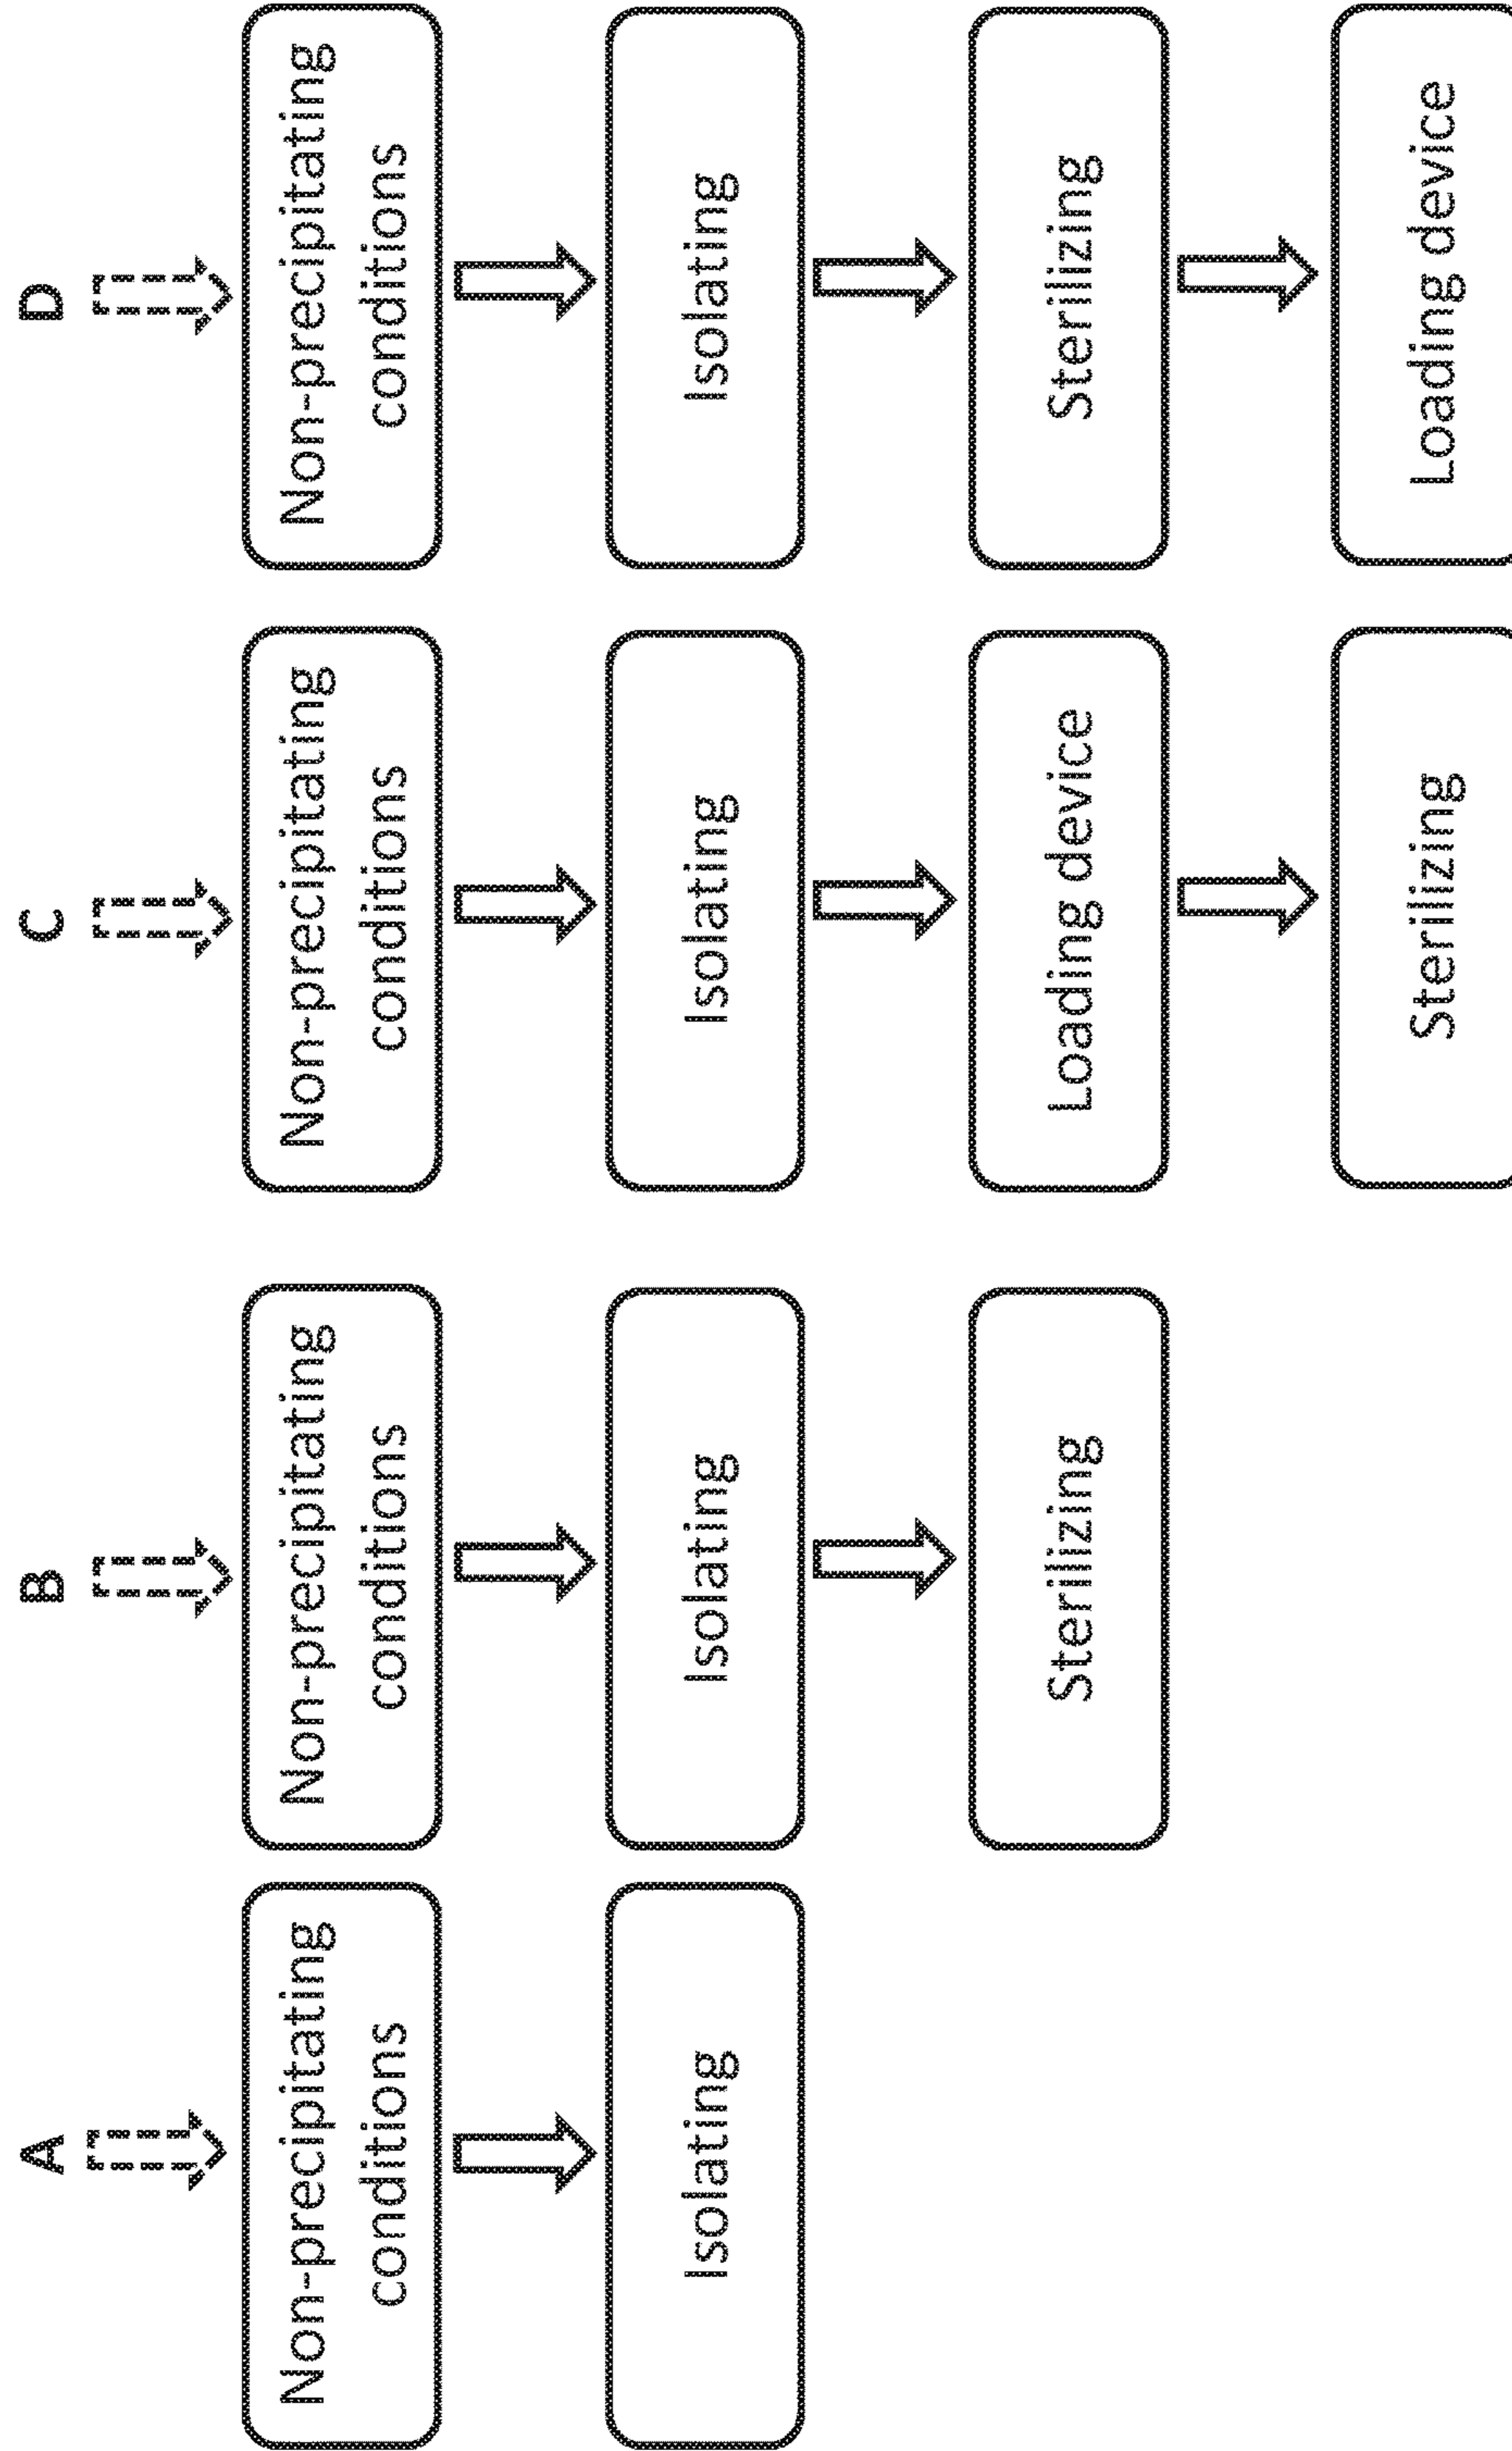 A
Non-precipitating
conditions
Isolating
B
Non-precipitating
conditions
Isolating
Sterilizing
C
Non-precipitating
conditions
Isolating
Loading device
Sterilizing
D
Non-precipitating
conditions
Isolating
Sterilizing
Loading device